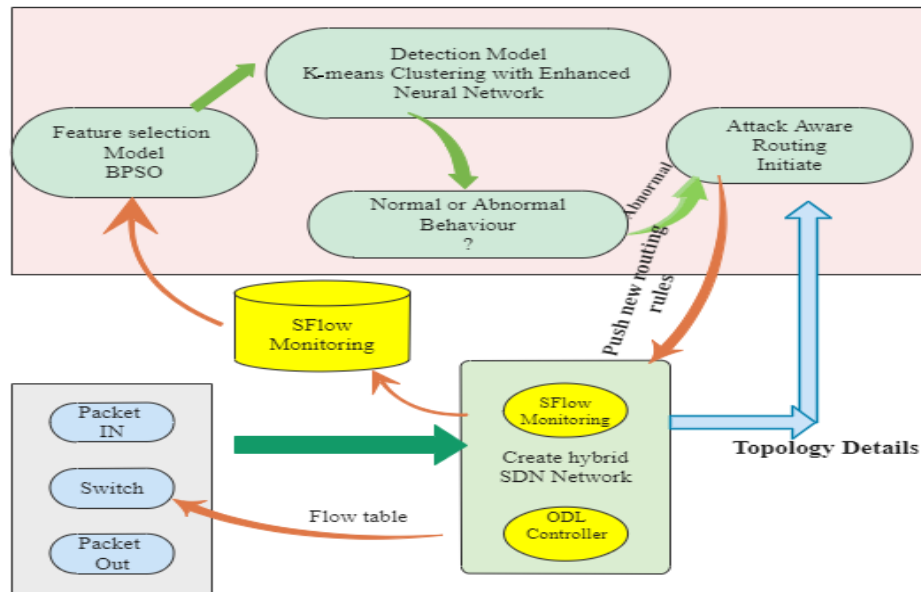 Detection Model
K-means Clustering with Enhanced
Neural Network
Feature selection
Model
BPSO
Attack Aware
Routing
Initiate
Normal or Abnormal
Behaviour
?
Abnormal
Push new routing
rules
SFlow
Monitoring
Packet
IN
Switch
Packet
Out
Flow table
SFlow
Monitoring
Create hybrid
SDN Network
ODL
Controller
Topology Details